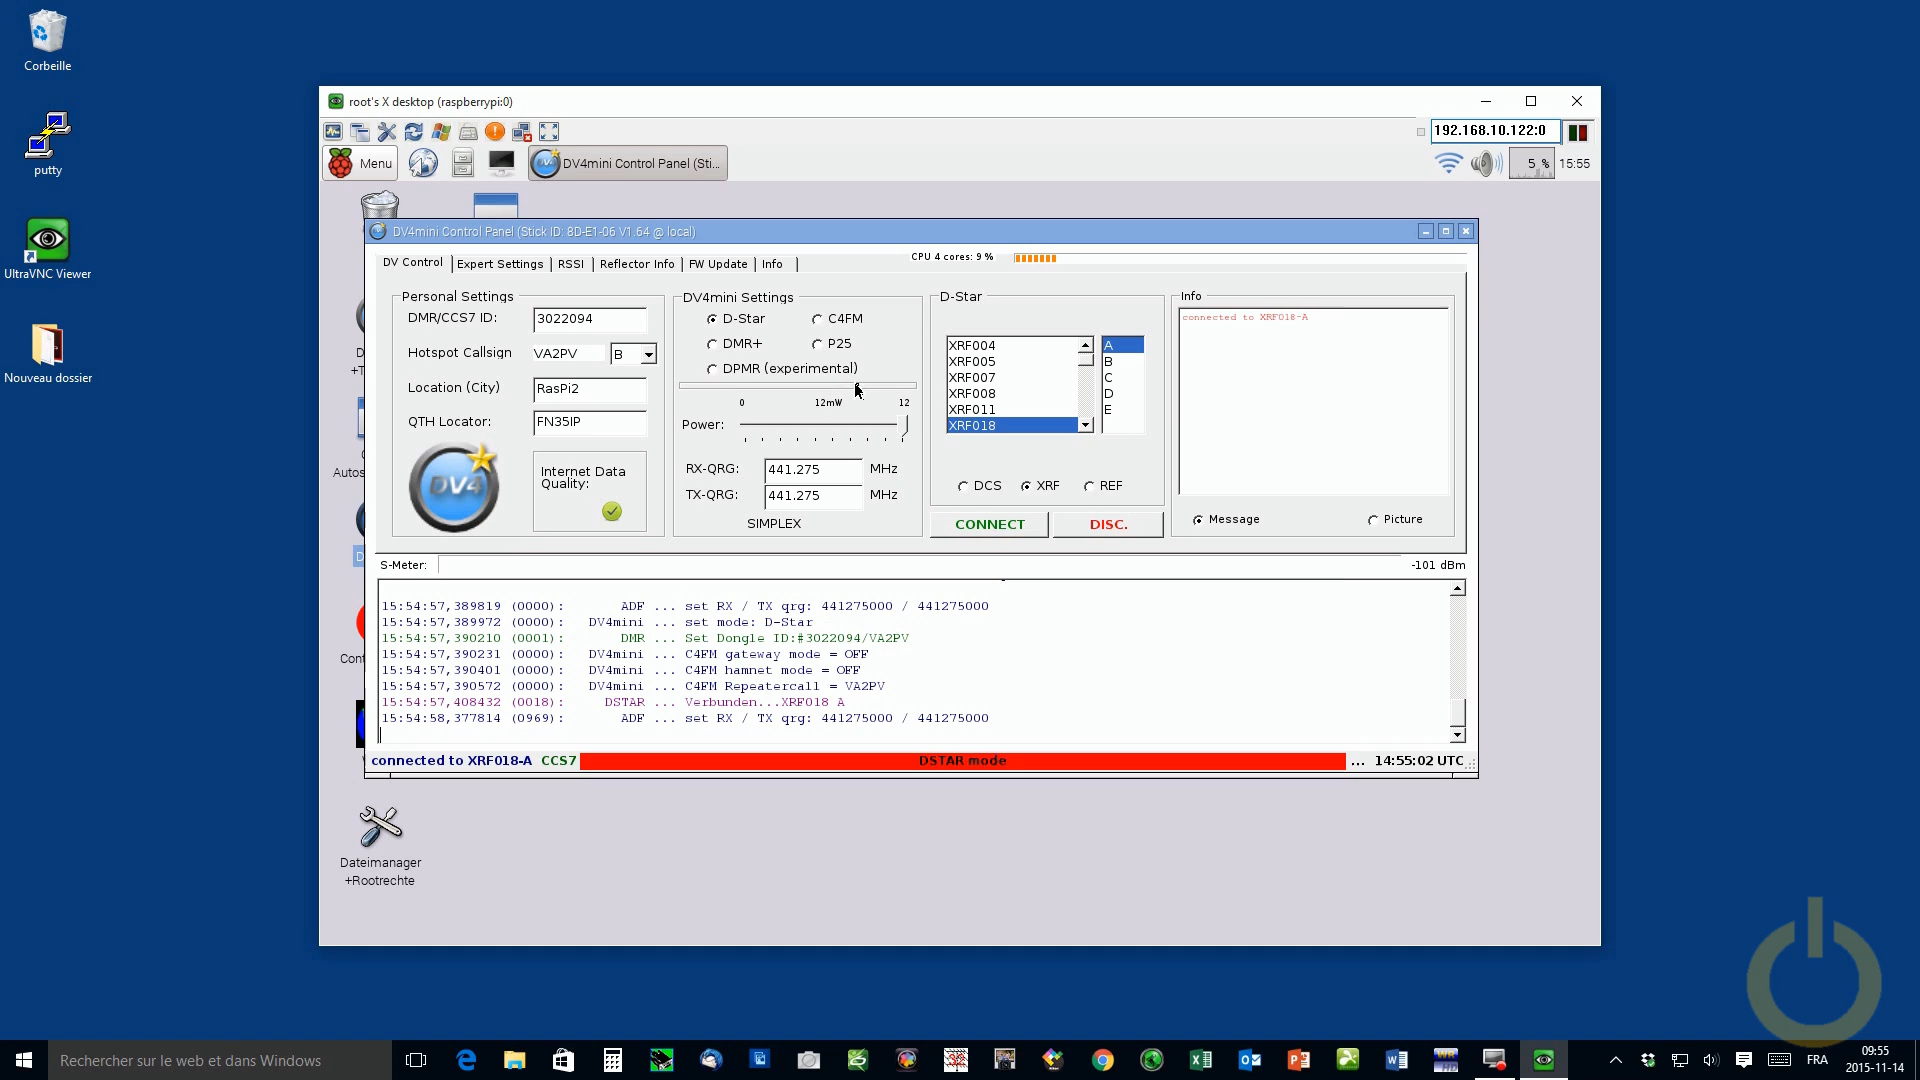 Corbeille
putty
UltraVNC Viewer
Nouveau dossier
root's X desktop (raspberrypi:0)
192.168.10.122:0
Menu
DV4mini Control Panel (Sti...
5 %
15:55
DV4mini Control Panel (Stick ID: 8D-E1-06 V1.64 @ local)
DV Control
Expert Settings
RSSI
Reflector Info
FW Update
Info
CPU 4 cores: 9 %
Personal Settings
DMR/CCS7 ID:
3022094
Hotspot Callsign
VA2PV
B
Location (City)
RasPi2
QTH Locator:
FN35IP
DV4
Internet Data
Quality:
DV4mini Settings
D-Star
C4FM
DMR+
P25
DPMR (experimental)
0
12mW
12
Power:
RX-QRG:
441.275
MHz
TX-QRG:
441.275
MHz
SIMPLEX
D-Star
XRF004
XRF005
XRF007
XRF008
XRF011
XRF018
A
B
C
D
E
DCS
XRF
REF
CONNECT
DISC.
Info
connected to XRF018-A
Message
Picture
S-Meter:
-101 dBm
15:54:57,389819 (0000): ADF ... set RX / TX qrg: 441275000 / 441275000
15:54:57,389972 (0000): DV4mini ... set mode: D-Star
15:54:57,390210 (0001): DMR ... Set Dongle ID:#3022094/VA2PV
15:54:57,390231 (0000): DV4mini ... C4FM gateway mode = OFF
15:54:57,390401 (0000): DV4mini ... C4FM hamnet mode = OFF
15:54:57,390572 (0000): DV4mini ... C4FM Repeatercall = VA2PV
15:54:57,408432 (0018): DSTAR ... Verbunden...XRF018 A
15:54:58,377814 (0969): ADF ... set RX / TX qrg: 441275000 / 441275000
connected to XRF018-A
CCS7
DSTAR mode
... 14:55:02 UTC
Dateimanager
+Rootrechte
Rechercher sur le web et dans Windows
FRA
09:55
2015-11-14